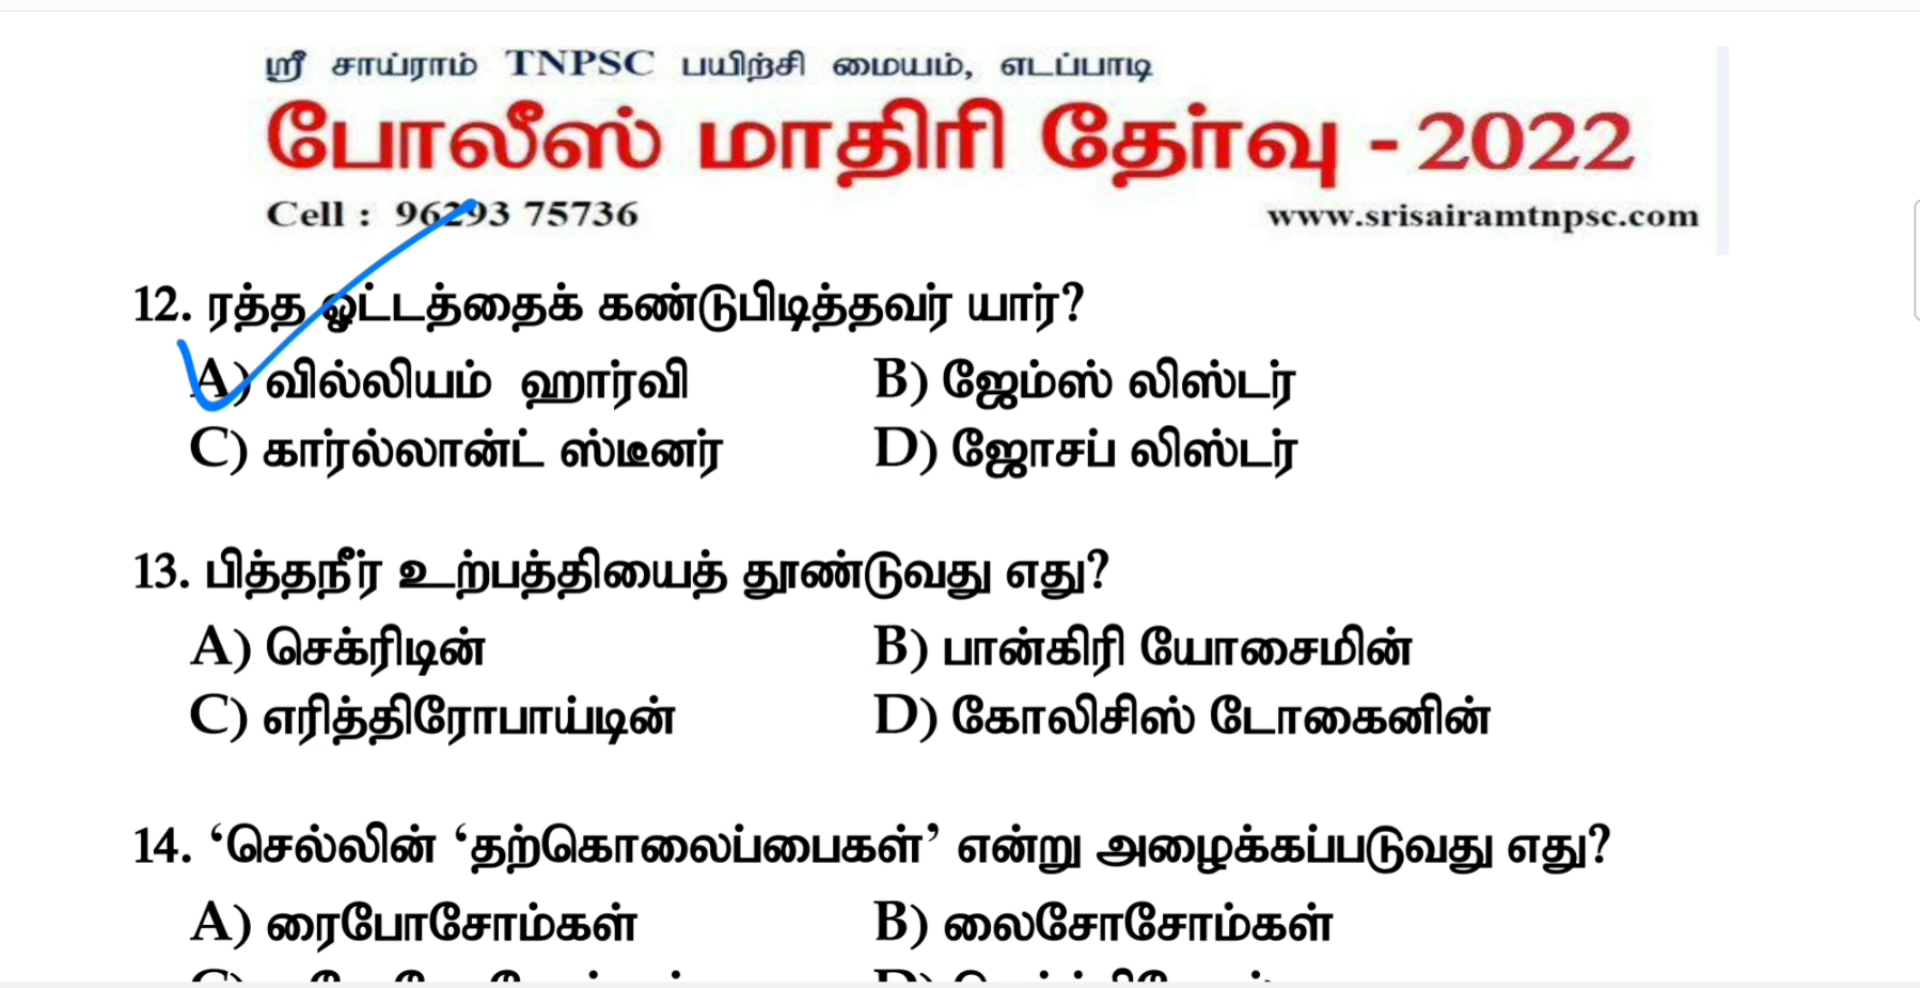 ஸ்ரீ சாய்ராம் TNPSC பயிற்சி மையம், எடப்பாடி
போலீஸ் மாதிரி தேர்வு - 2022
Cell : 96293 75736 www.srisairamtnpsc.com
12. ரத்த ஓட்டத்தைக் கண்டுபிடித்தவர் யார்?
A) வில்லியம் ஹார்வி B) ஜேம்ஸ் லிஸ்டர்
C) கார்ல்லான்ட் ஸ்டீனர் D) ஜோசப் லிஸ்டர்
13. பித்தநீர் உற்பத்தியைத் தூண்டுவது எது?
A) செக்ரிடின் B) பான்கிரி யோசைமின்
C) எரித்திரோபாய்டின் D) கோலிசிஸ் டோகைனின்
14. ‘செல்லின் ‘தற்கொலைப்பைகள்’ என்று அழைக்கப்படுவது எது?
A) ரைபோசோம்கள் B) லைசோசோம்கள்